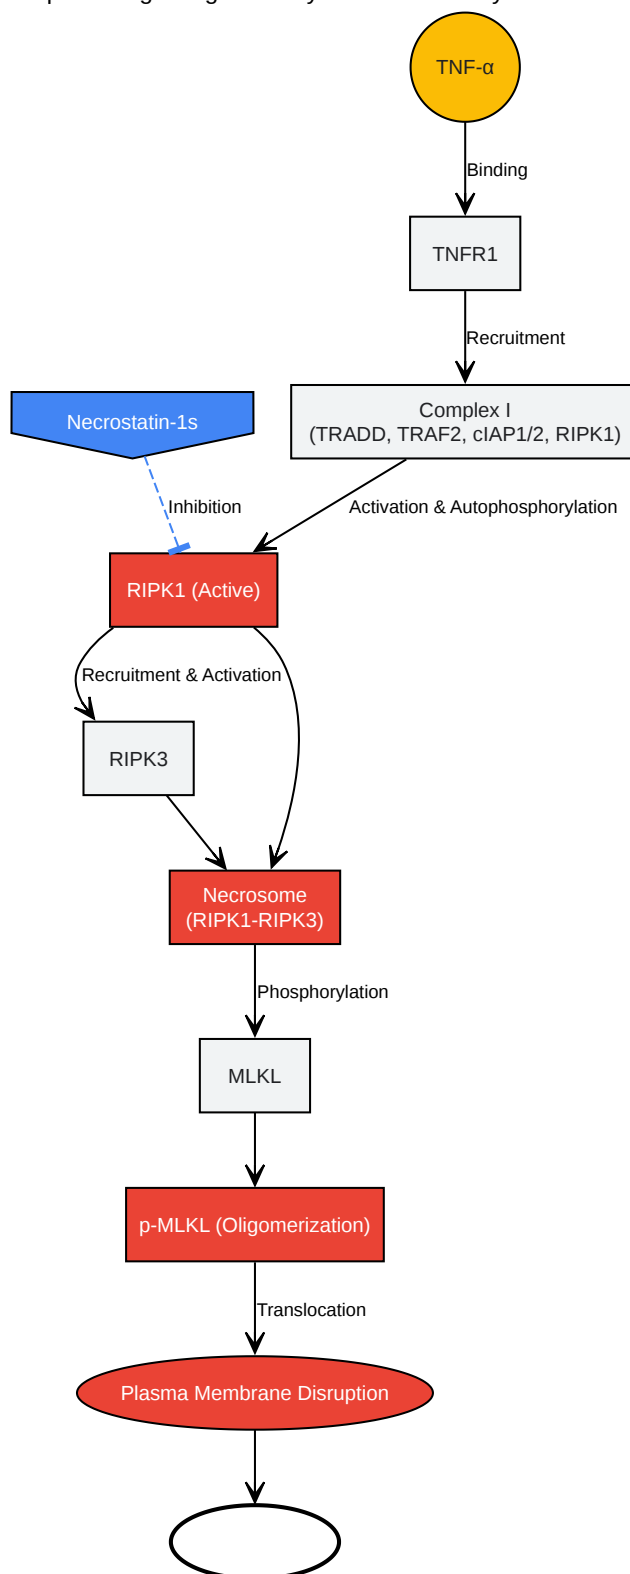 TNF-α
Binding
TNFR1
Recruitment
Complex I
(TRADD, TRAF2, cIAP1/2, RIPK1)
Necrostatin-1s
Inhibition
Activation & Autophosphorylation
RIPK1 (Active)
Recruitment & Activation
RIPK3
Necrosome
(RIPK1-RIPK3)
Phosphorylation
MLKL
p-MLKL (Oligomerization)
Translocation
Plasma Membrane Disruption